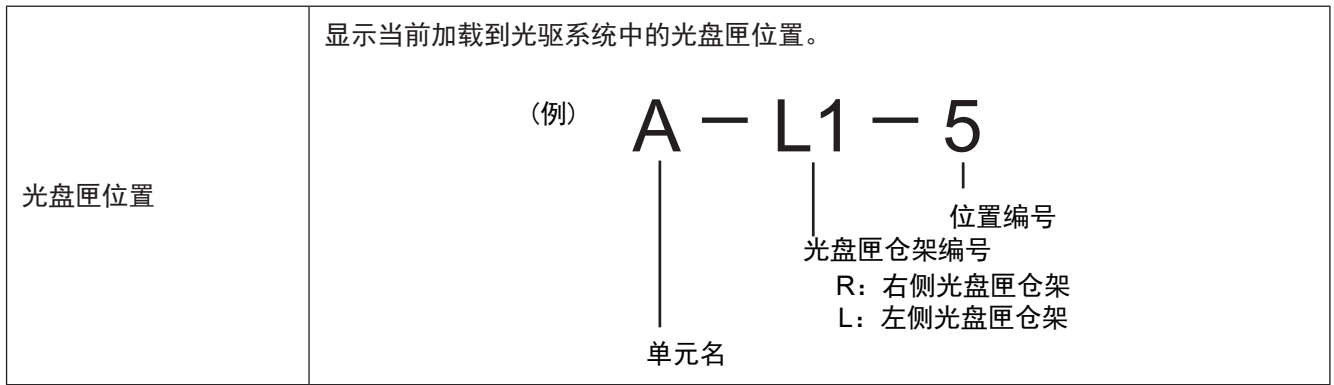 显示当前加载到光驱系统中的光盘匣位置。
(例) A － L1 － 5
光盘匣位置
位置编号
光盘匣仓架编号
R：右侧光盘匣仓架
L：左侧光盘匣仓架
单元名